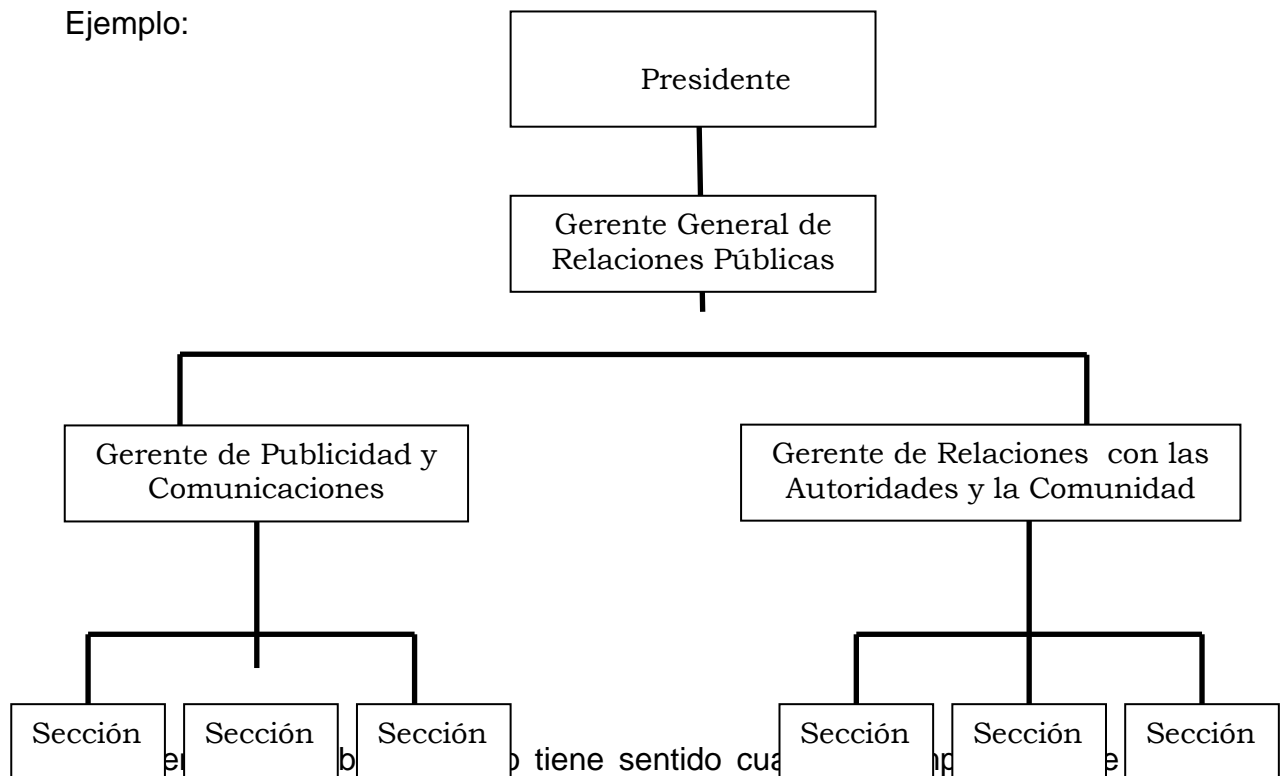 Ejemplo:
Presidente
Gerente General de
Relaciones Públicas
Gerente de Publicidad y
Comunicaciones
Gerente de Relaciones con las
Autoridades y la Comunidad
Sección Sección Sección Sección Sección Sección
tiene sentido